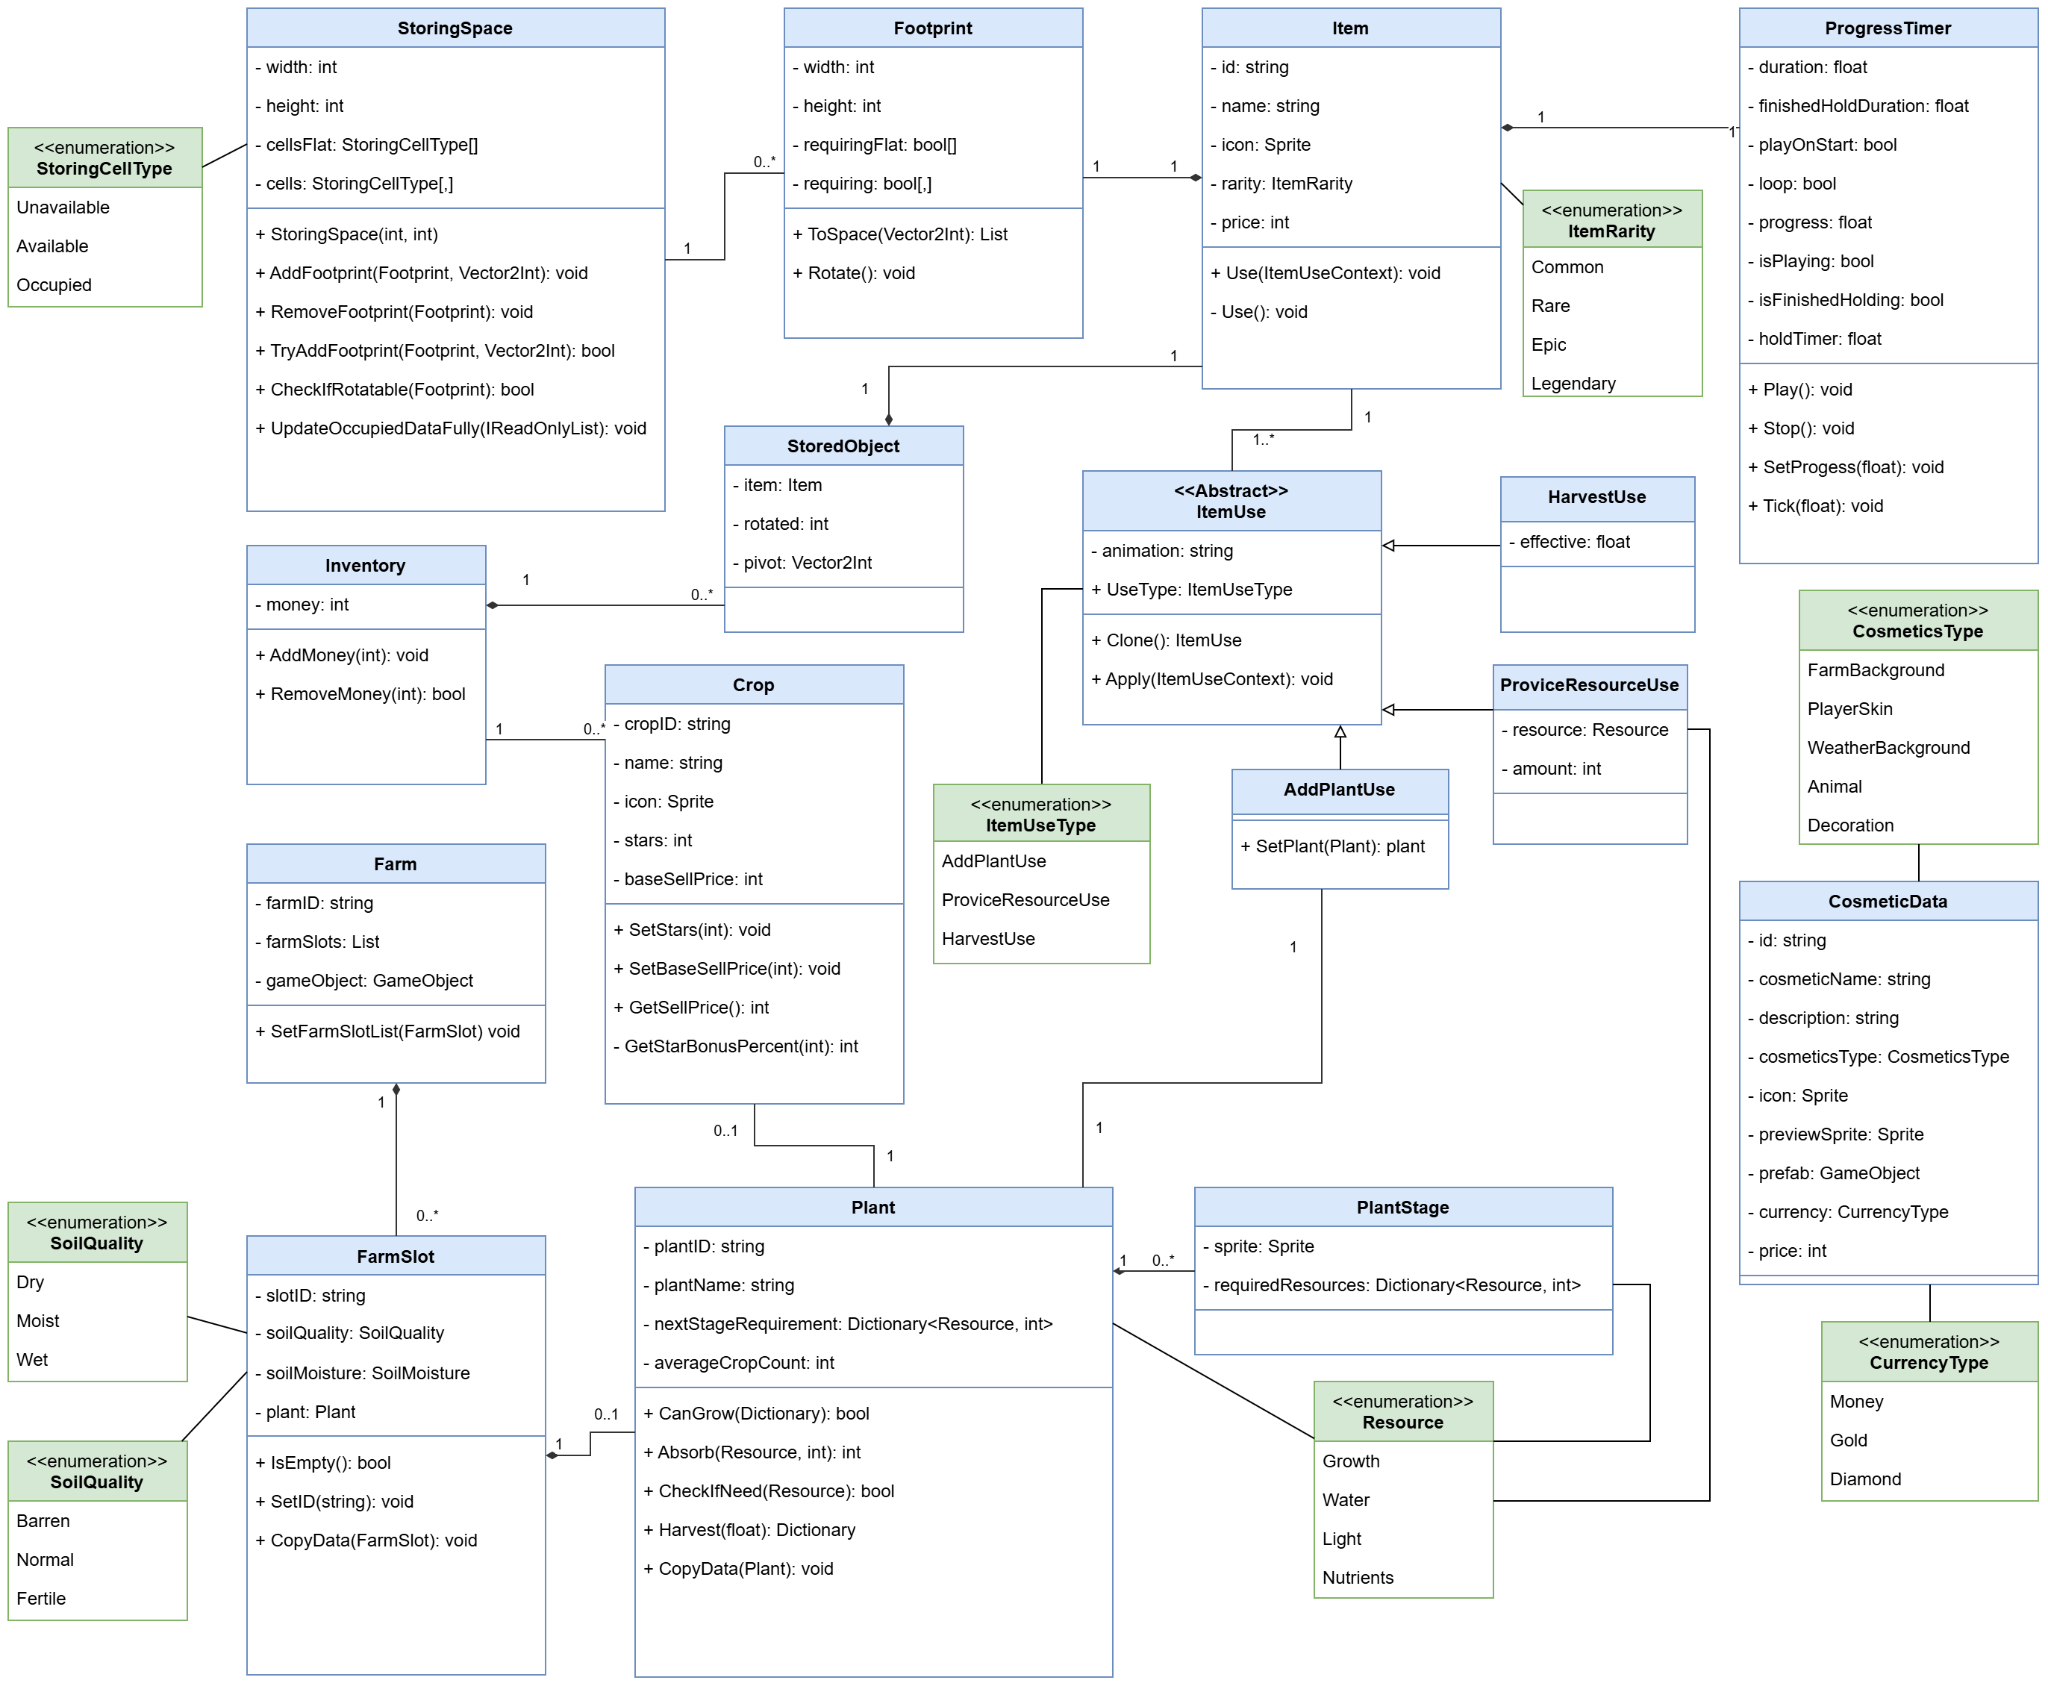 StoringSpace
- width: int
- height: int
- cellsFlat: StoringCellType[]
- cells: StoringCellType[,]
+ StoringSpace(int, int)
+ AddFootprint(Footprint, Vector2Int): void
+ RemoveFootprint(Footprint): void
+ TryAddFootprint(Footprint, Vector2Int): bool
+ CheckIfRotatable(Footprint): bool
+ UpdateOccupiedDataFully(IReadOnlyList): void
<<enumeration>>
StoringCellType
Unavailable
Available
Occupied
1
0..*
Footprint
- width: int
- height: int
- requiringFlat: bool[]
- requiring: bool[,]
+ ToSpace(Vector2Int): List
+ Rotate(): void
1
1
Item
- id: string
- name: string
- icon: Sprite
- rarity: ItemRarity
- price: int
+ Use(ItemUseContext): void
- Use(): void
1
1
<<enumeration>>
ItemRarity
Common
Rare
Epic
Legendary
ProgressTimer
- duration: float
- finishedHoldDuration: float
- playOnStart: bool
- loop: bool
- progress: float
- isPlaying: bool
- isFinishedHolding: bool
- holdTimer: float
+ Play(): void
+ Stop(): void
+ SetProgess(float): void
+ Tick(float): void
1
1
StoredObject
- item: Item
- rotated: int
- pivot: Vector2Int
1
1..*
<<Abstract>>
ItemUse
- animation: string
+ UseType: ItemUseType
+ Clone(): ItemUse
+ Apply(ItemUseContext): void
HarvestUse
- effective: float
Inventory
- money: int
+ AddMoney(int): void
+ RemoveMoney(int): bool
1
0..*
1
0..*
Crop
- cropID: string
- name: string
- icon: Sprite
- stars: int
- baseSellPrice: int
+ SetStars(int): void
+ SetBaseSellPrice(int): void
+ GetSellPrice(): int
- GetStarBonusPercent(int): int
ProviceResourceUse
- resource: Resource
- amount: int
AddPlantUse
+ SetPlant(Plant): plant
<<enumeration>>
ItemUseType
AddPlantUse
ProviceResourceUse
HarvestUse
<<enumeration>>
CosmeticsType
FarmBackground
PlayerSkin
WeatherBackground
Animal
Decoration
CosmeticData
- id: string
- cosmeticName: string
- description: string
- cosmeticsType: CosmeticsType
- icon: Sprite
- previewSprite: Sprite
- prefab: GameObject
- currency: CurrencyType
- price: int
<<enumeration>>
CurrencyType
Money
Gold
Diamond
Farm
- farmID: string
- farmSlots: List
- gameObject: GameObject
+ SetFarmSlotList(FarmSlot) void
1
0..*
0..1
1
1
1
<<enumeration>>
SoilQuality
Dry
Moist
Wet
<<enumeration>>
SoilQuality
Barren
Normal
Fertile
FarmSlot
- slotID: string
- soilQuality: SoilQuality
- soilMoisture: SoilMoisture
- plant: Plant
+ IsEmpty(): bool
+ SetID(string): void
+ CopyData(FarmSlot): void
1
0..1
Plant
- plantID: string
- plantName: string
- nextStageRequirement: Dictionary<Resource, int>
- averageCropCount: int
+ CanGrow(Dictionary): bool
+ Absorb(Resource, int): int
+ CheckIfNeed(Resource): bool
+ Harvest(float): Dictionary
+ CopyData(Plant): void
1
0..*
PlantStage
- sprite: Sprite
- requiredResources: Dictionary<Resource, int>
<<enumeration>>
Resource
Growth
Water
Light
Nutrients